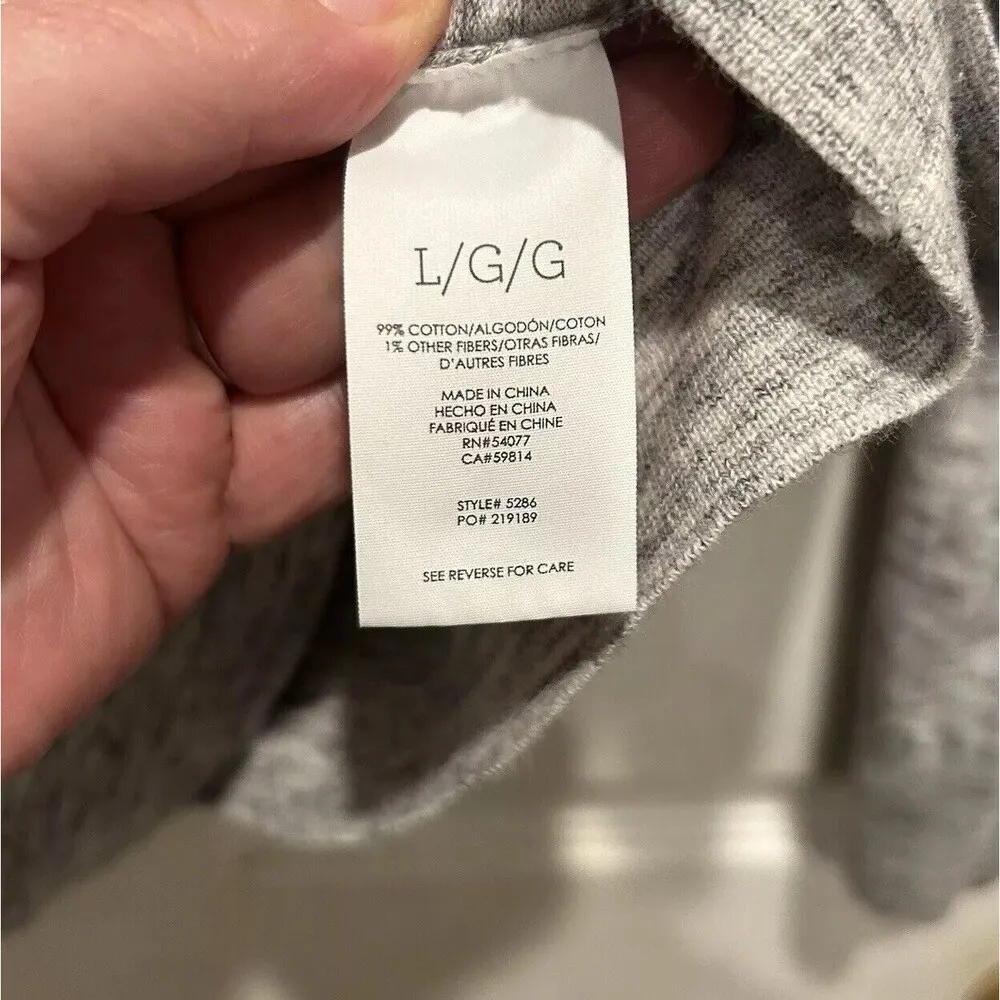 L/G/G
99% COTTON/ALGODÓN/COTON
1% OTHER FIBERS/OTRAS FIBRAS/
D'AUTRES FIBRES
MADE IN CHINA
HECHO EN CHINA
FABRIQUÉ EN CHINE
RN#54077
CA#59814
STYLE# 5286
PO# 219189
SEE REVERSE FOR CARE